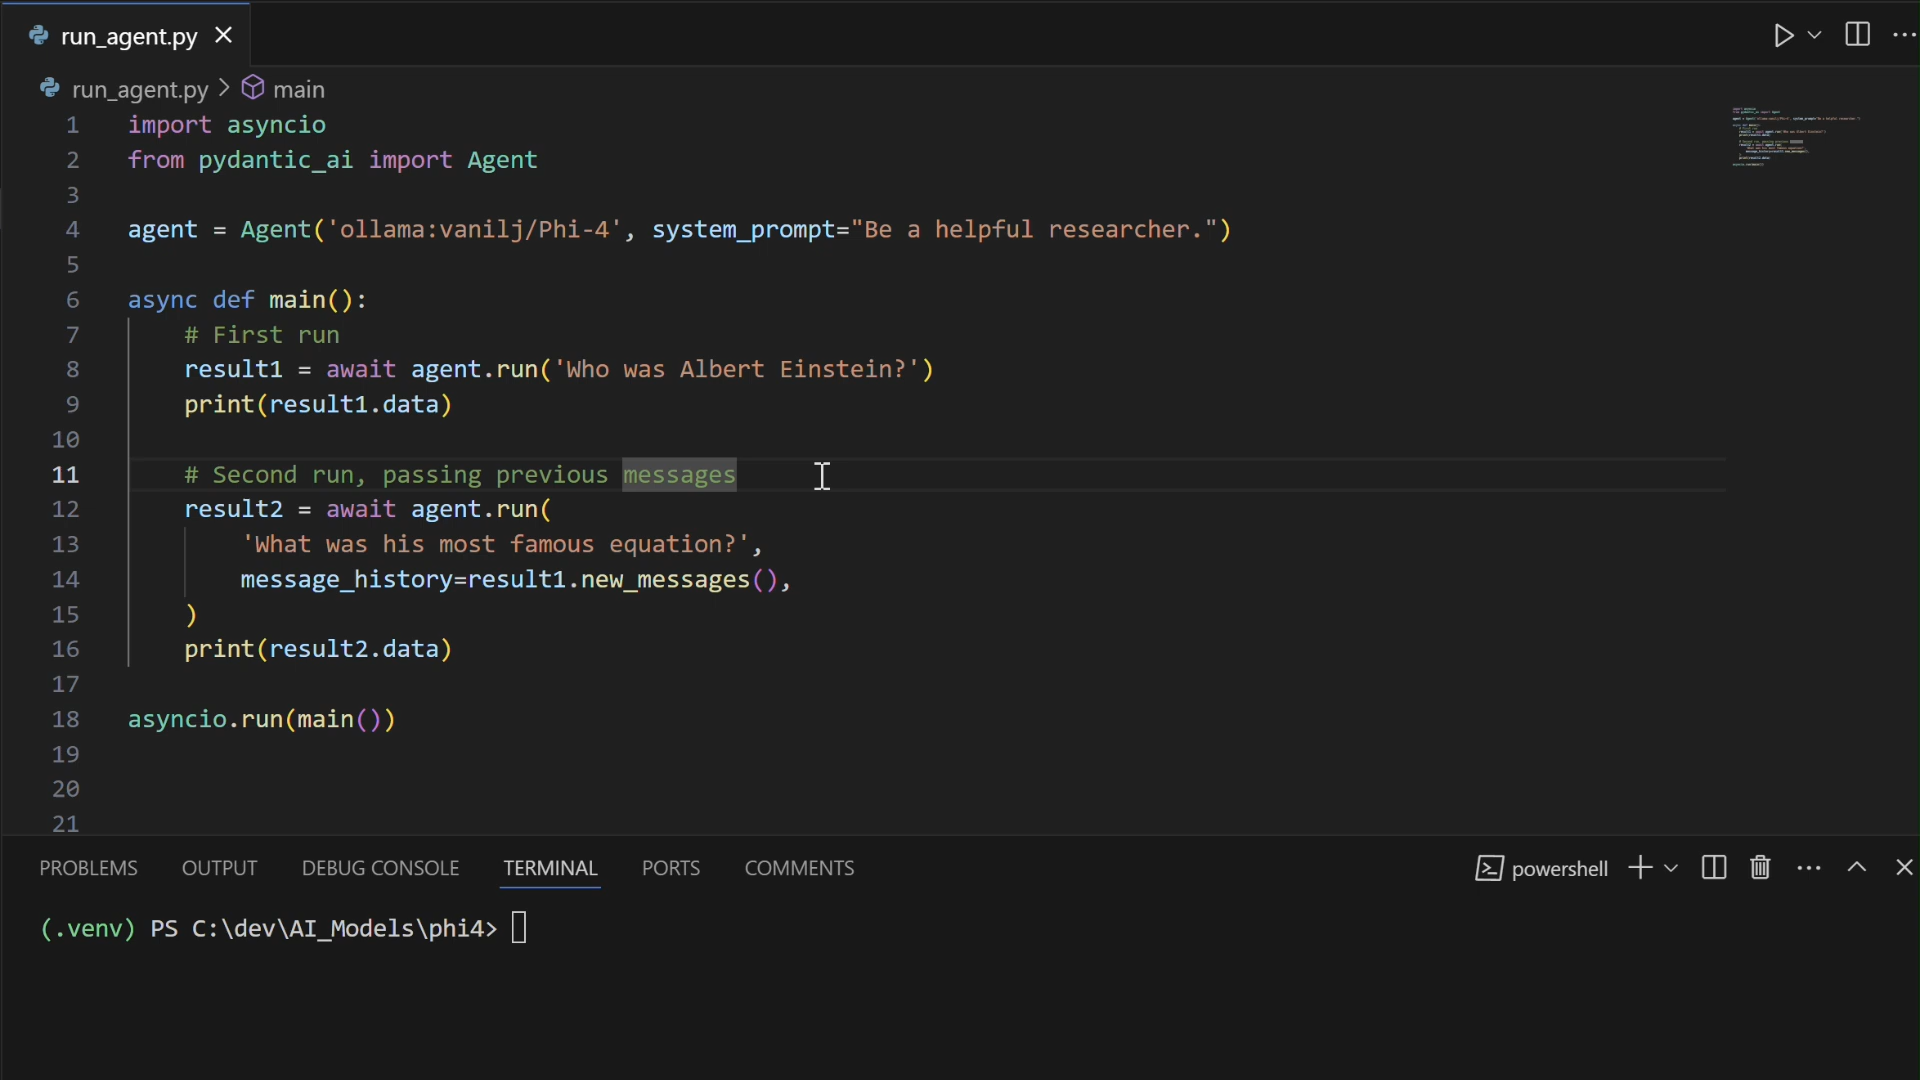 run_agent.py
run_agent.py > main
1 import asyncio
2 from pydantic_ai import Agent
3
4 agent = Agent('ollama:vanilj/Phi-4', system_prompt="Be a helpful researcher.")
5
6 async def main():
7     # First run
8     result1 = await agent.run('Who was Albert Einstein?')
9     print(result1.data)
10
11     # Second run, passing previous messages
12     result2 = await agent.run(
13         'What was his most famous equation?',
14         message_history=result1.new_messages(),
15     )
16     print(result2.data)
17
18 asyncio.run(main())
19
20
21
PROBLEMS OUTPUT DEBUG CONSOLE TERMINAL PORTS COMMENTS powershell
(.venv) PS C:\dev\AI_Models\phi4>